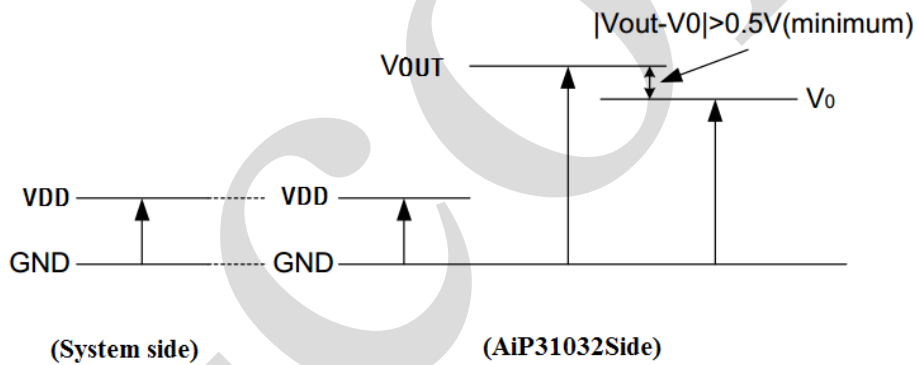 |Vout-V0|>0.5V(minimum)
VOUT
V0
VDD
VDD
GND
GND
(System side)
(AiP31032Side)